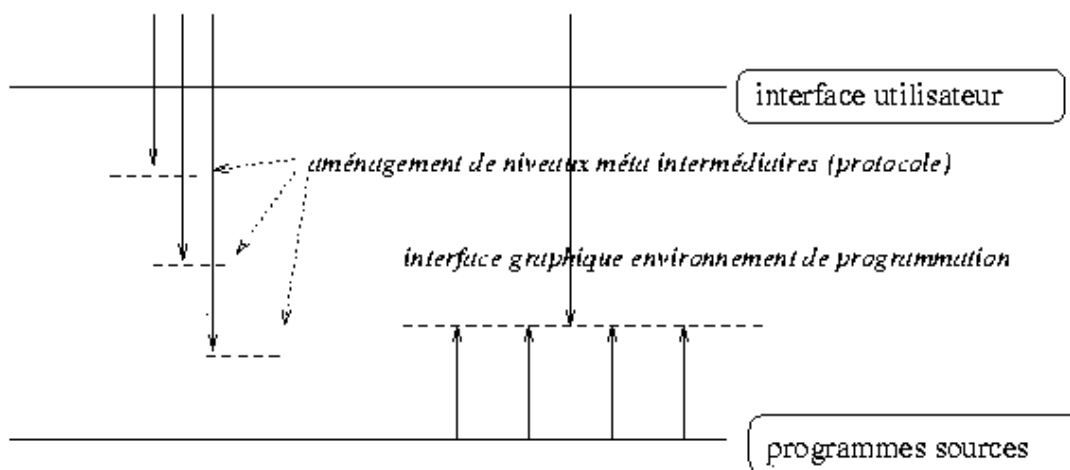 interface utilisateur
aménagement de niveaux méta intermédiaires (protocole)
interface graphique environnement de programmation
programmes sources